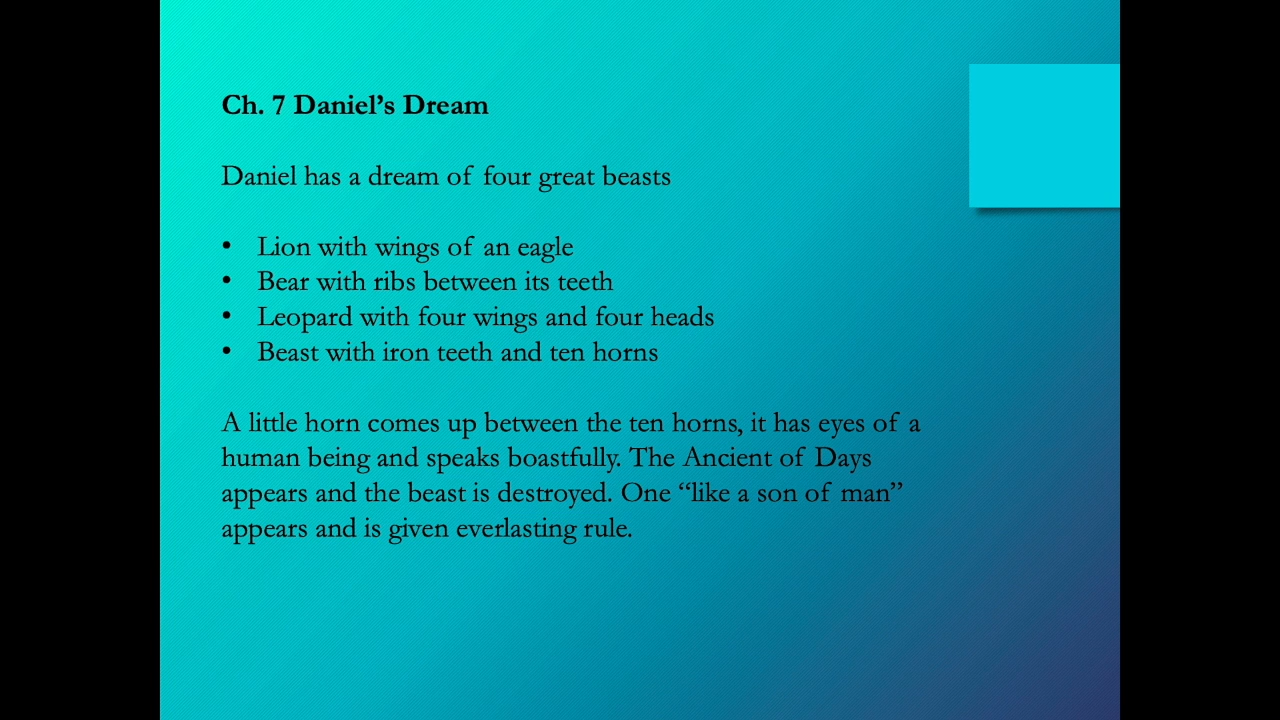 Ch. 7 Daniel’s Dream
Daniel has a dream of four great beasts
• Lion with wings of an eagle
• Bear with ribs between its teeth
• Leopard with four wings and four heads
• Beast with iron teeth and ten horns
A little horn comes up between the ten horns, it has eyes of a
human being and speaks boastfully. The Ancient of Days
appears and the beast is destroyed. One “like a son of man”
appears and is given everlasting rule.